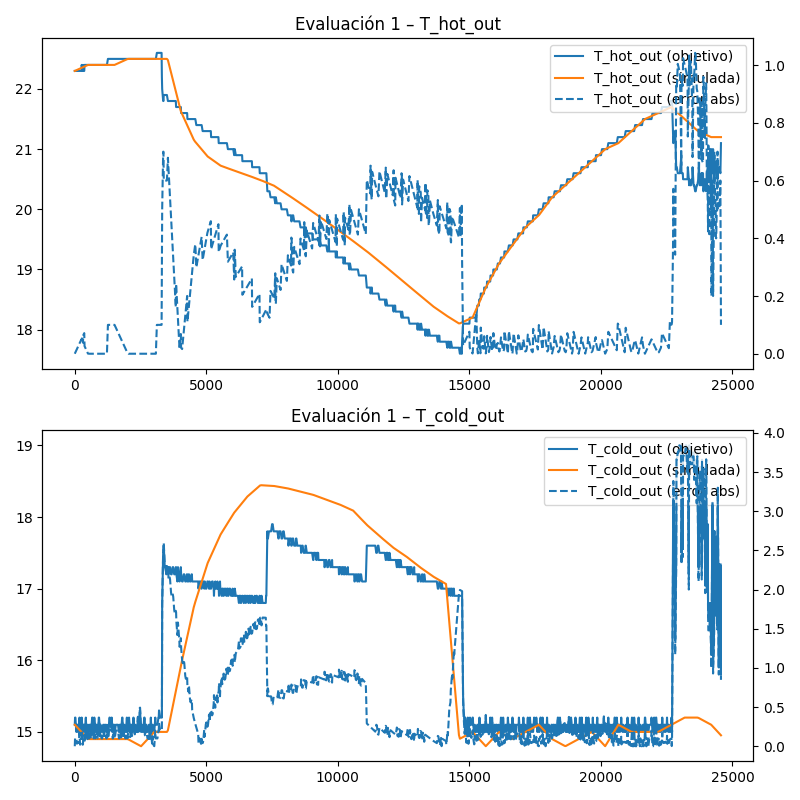 Evaluación 1 – T_hot_out
T_hot_out (objetivo)
T_hot_out (simulada)
T_hot_out (error abs)
22
21
20
19
18
1.0
0.8
0.6
0.4
0.2
0.0
0 5000 10000 15000 20000 25000
Evaluación 1 – T_cold_out
T_cold_out (objetivo)
T_cold_out (simulada)
T_cold_out (error abs)
19
18
17
16
15
4.0
3.5
3.0
2.5
2.0
1.5
1.0
0.5
0.0
0 5000 10000 15000 20000 25000